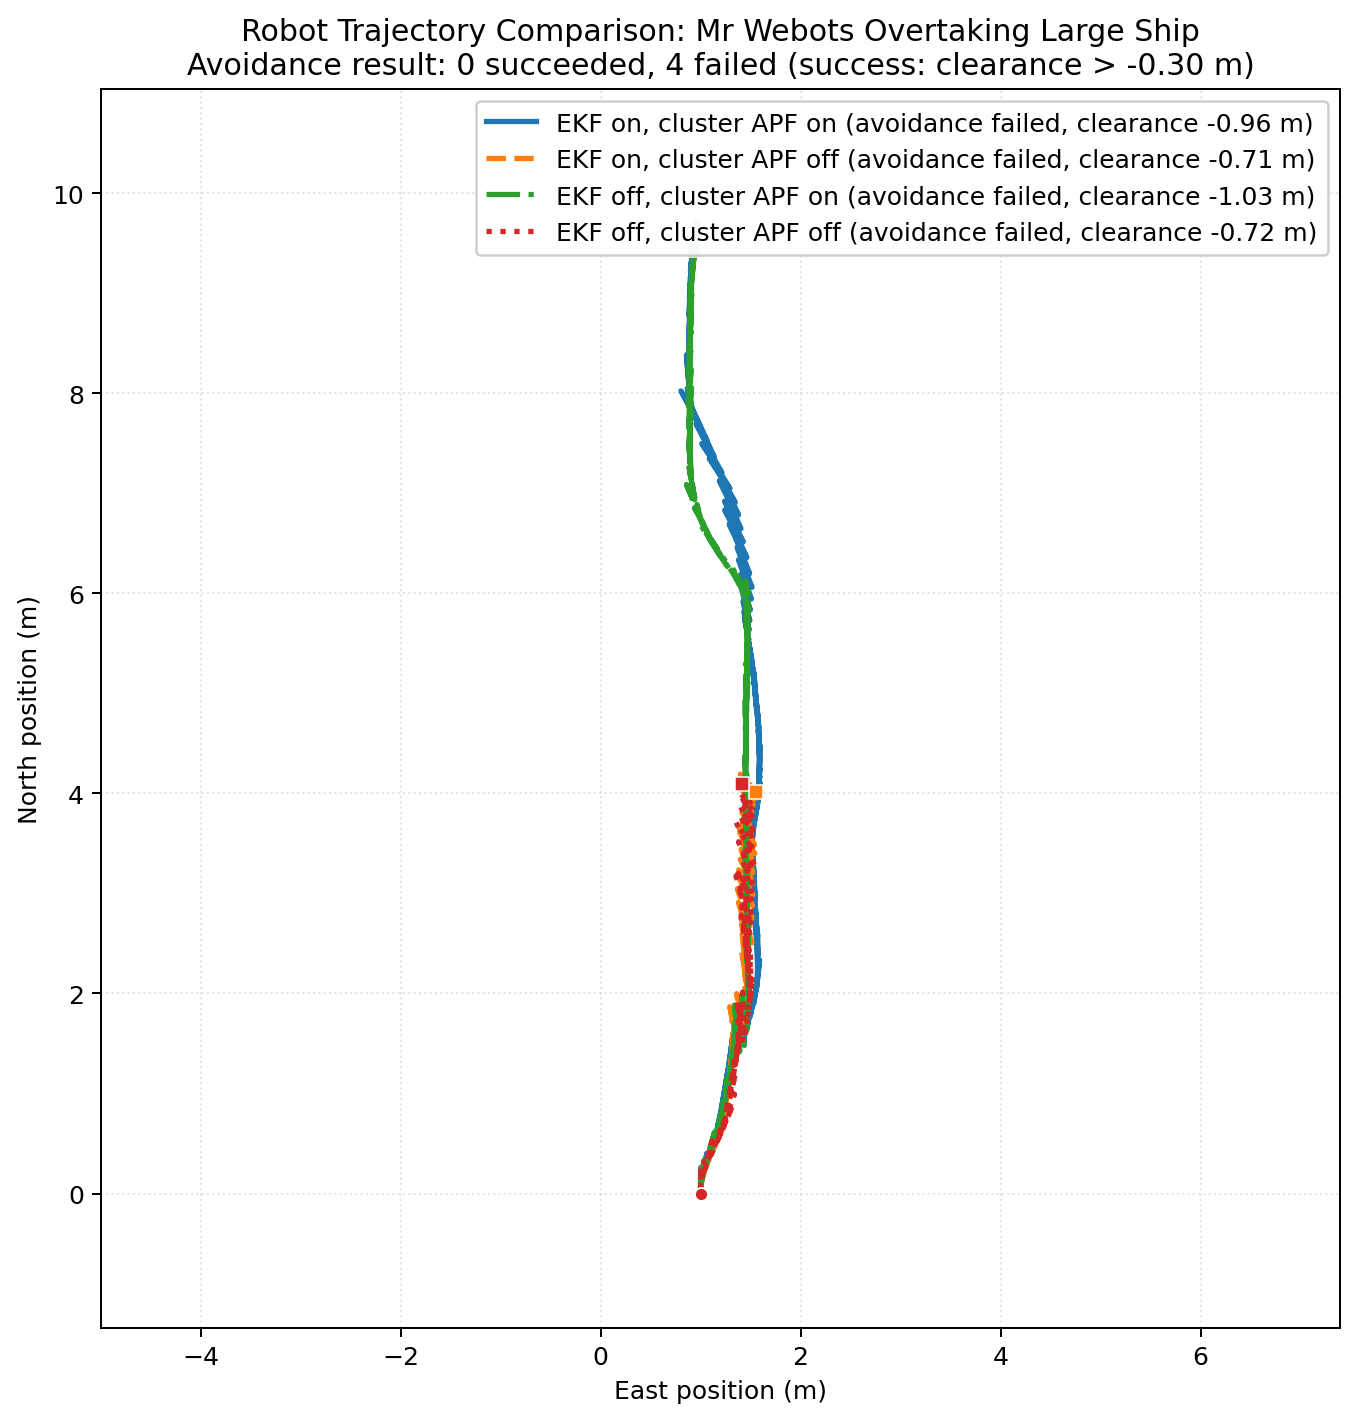 Robot Trajectory Comparison: Mr Webots Overtaking Large Ship
Avoidance result: 0 succeeded, 4 failed (success: clearance > -0.30 m)
EKF on, cluster APF on (avoidance failed, clearance -0.96 m)
EKF on, cluster APF off (avoidance failed, clearance -0.71 m)
EKF off, cluster APF on (avoidance failed, clearance -1.03 m)
EKF off, cluster APF off (avoidance failed, clearance -0.72 m)
North position (m)
10
8
6
4
2
0
−4
−2
0
2
4
6
East position (m)